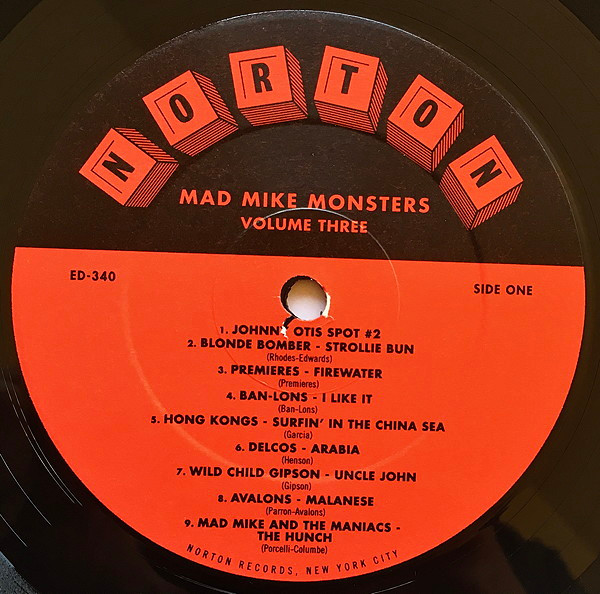 NORTON
MAD MIKE MONSTERS
VOLUME THREE
ED-340
SIDE ONE
1. JOHNNY OTIS SPOT #2
2. BLONDE BOMBER - STROLLIE BUN
(Rhodes-Edwards)
3. PREMIERES - FIREWATER
(Premieres)
4. BAN-LONS - I LIKE IT
(Ban-Lons)
5. HONG KONGS - SURFIN' IN THE CHINA SEA
(Garcia)
6. DELCOS - ARABIA
(Henson)
7. WILD CHILD GIPSON - UNCLE JOHN
(Gipson)
8. AVALONS - MALANESE
(Parron-Avalons)
9. MAD MIKE AND THE MANIACS -
THE HUNCH
(Porcelli-Columbe)
NORTON RECORDS, NEW YORK CITY